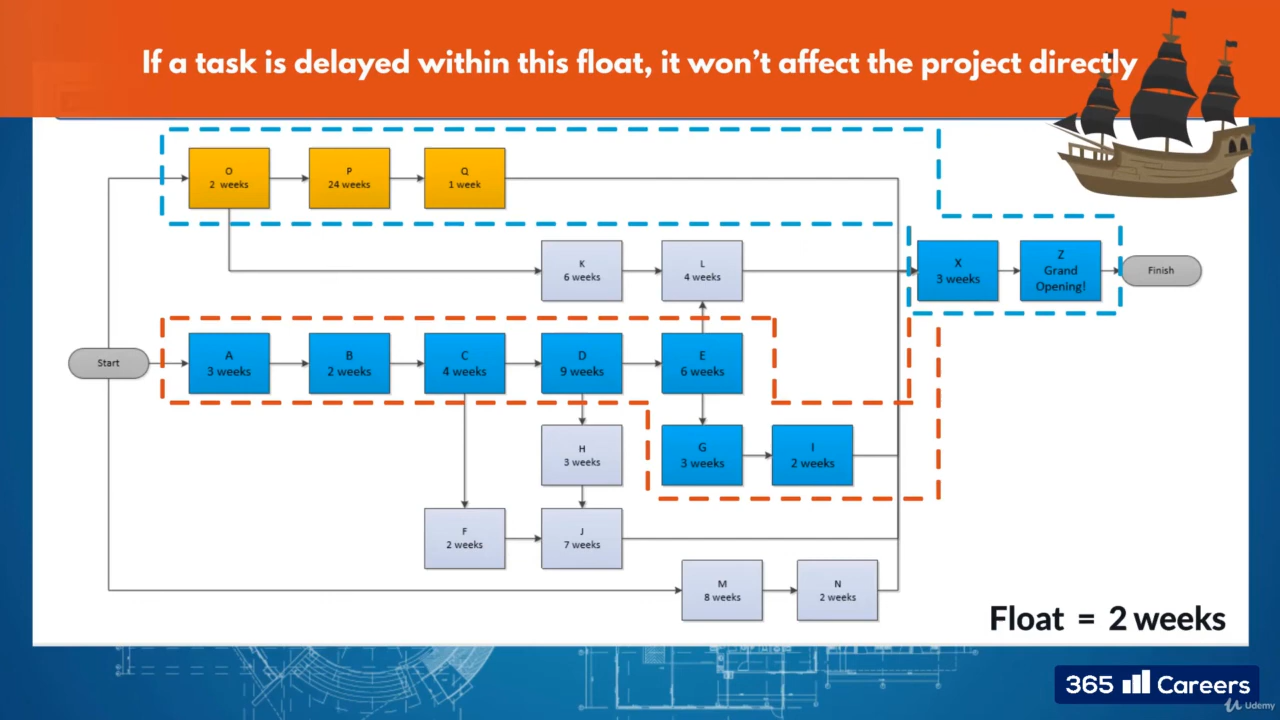 If a task is delayed within this float, it won't affect the project directly
O
2 weeks
P
24 weeks
Q
1 week
K
6 weeks
L
4 weeks
X
3 weeks
Z
Grand
Opening!
Finish
Start
A
3 weeks
B
2 weeks
C
4 weeks
D
9 weeks
E
6 weeks
H
3 weeks
G
3 weeks
I
2 weeks
F
2 weeks
J
7 weeks
M
8 weeks
N
2 weeks
Float = 2 weeks
365 Careers
Udemy